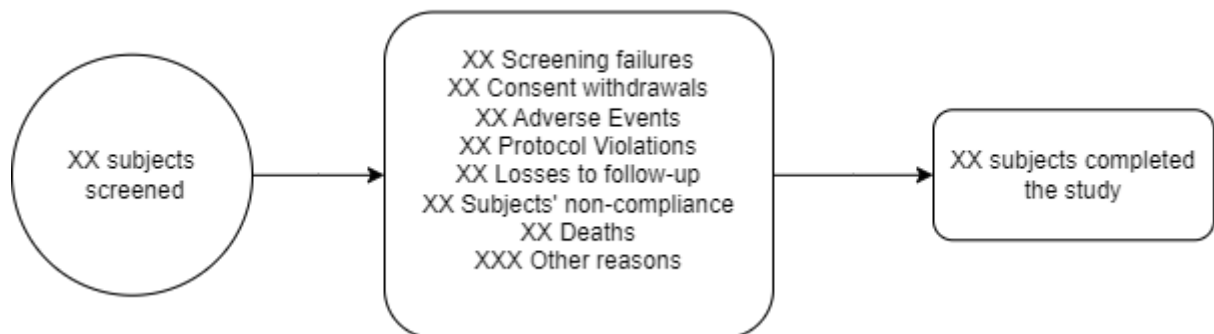 XX subjects
screened
XX Screening failures
XX Consent withdrawals
XX Adverse Events
XX Protocol Violations
XX Losses to follow-up
XX Subjects' non-compliance
XX Deaths
XXX Other reasons
XX subjects completed
the study